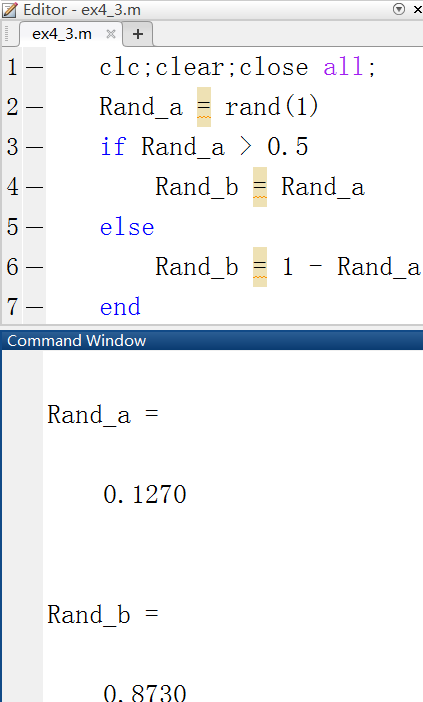 Editor - ex4_3.m
ex4_3.m × +
1 — clc;clear;close all;
2 — Rand_a = rand(1)
3 — if Rand_a > 0.5
4 — Rand_b = Rand_a
5 — else
6 — Rand_b = 1 - Rand_a
7 — end
Command Window
Rand_a =
0.1270
Rand_b =
0.8730